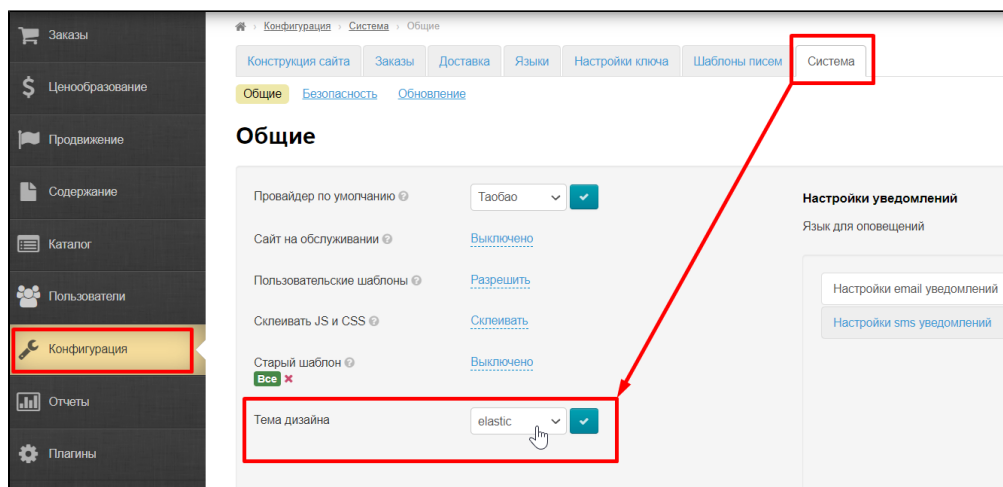 Заказы
Ценообразование
Продвижение
Содержание
Каталог
Пользователи
Конфигурация
Отчеты
Плагины
Конфигурация › Система › Общие
Конструкция сайта Заказы Доставка Языки Настройки ключа Шаблоны писем Система
Общие Безопасность Обновление
Общие
Провайдер по умолчанию Таобао
Сайт на обслуживании Выключено
Пользовательские шаблоны Разрешить
Склеивать JS и CSS Склеивать
Старый шаблон Выключено
Все
Тема дизайна elastic
Настройки уведомлений
Язык для оповещений
Настройки email уведомлений
Настройки sms уведомлений